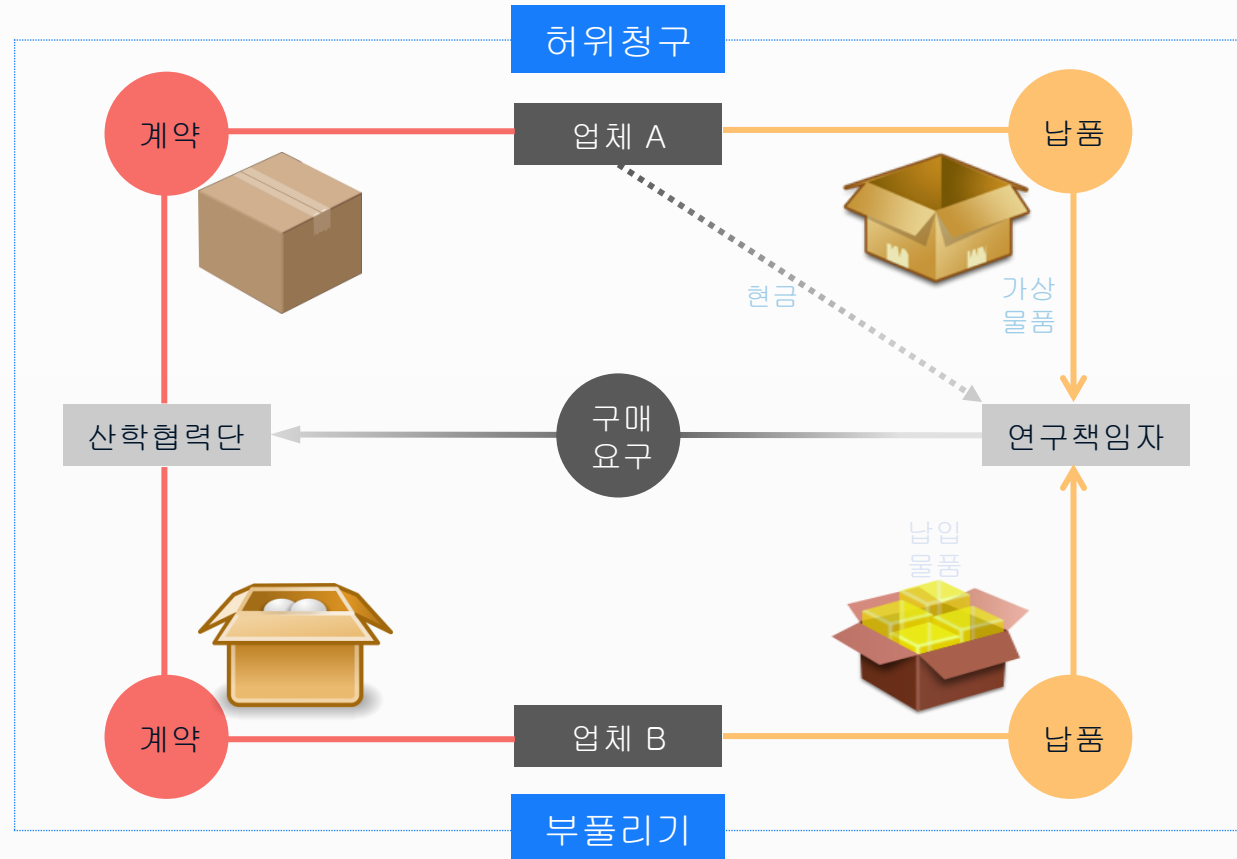 허위청구
계약
업체 A
납품
현금
가상
물품
산학협력단
구매
요구
연구책임자
납입
물품
계약
업체 B
납품
부풀리기